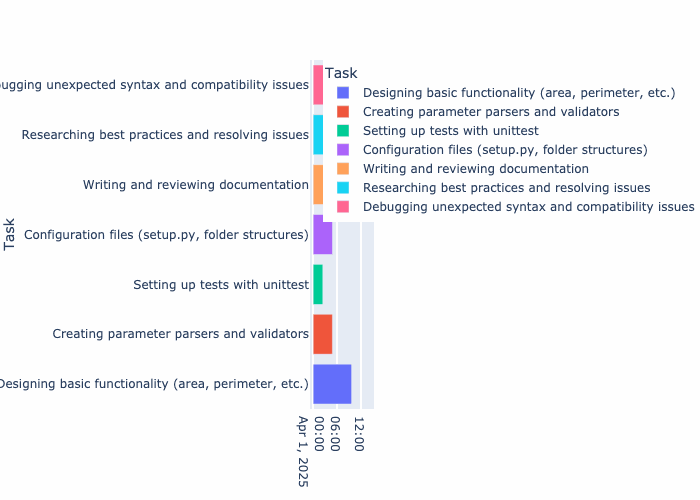 Task
Designing basic functionality (area, perimeter, etc.)
Creating parameter parsers and validators
Setting up tests with unittest
Configuration files (setup.py, folder structures)
Writing and reviewing documentation
Researching best practices and resolving issues
Debugging unexpected syntax and compatibility issues
Task
unexpected syntax and compatibility issues
Researching best practices and resolving issues
Writing and reviewing documentation
Configuration files (setup.py, folder structures)
Setting up tests with unittest
Creating parameter parsers and validators
Designing basic functionality (area, perimeter, etc.)
00:00
Apr 1, 2025
06:00
12:00